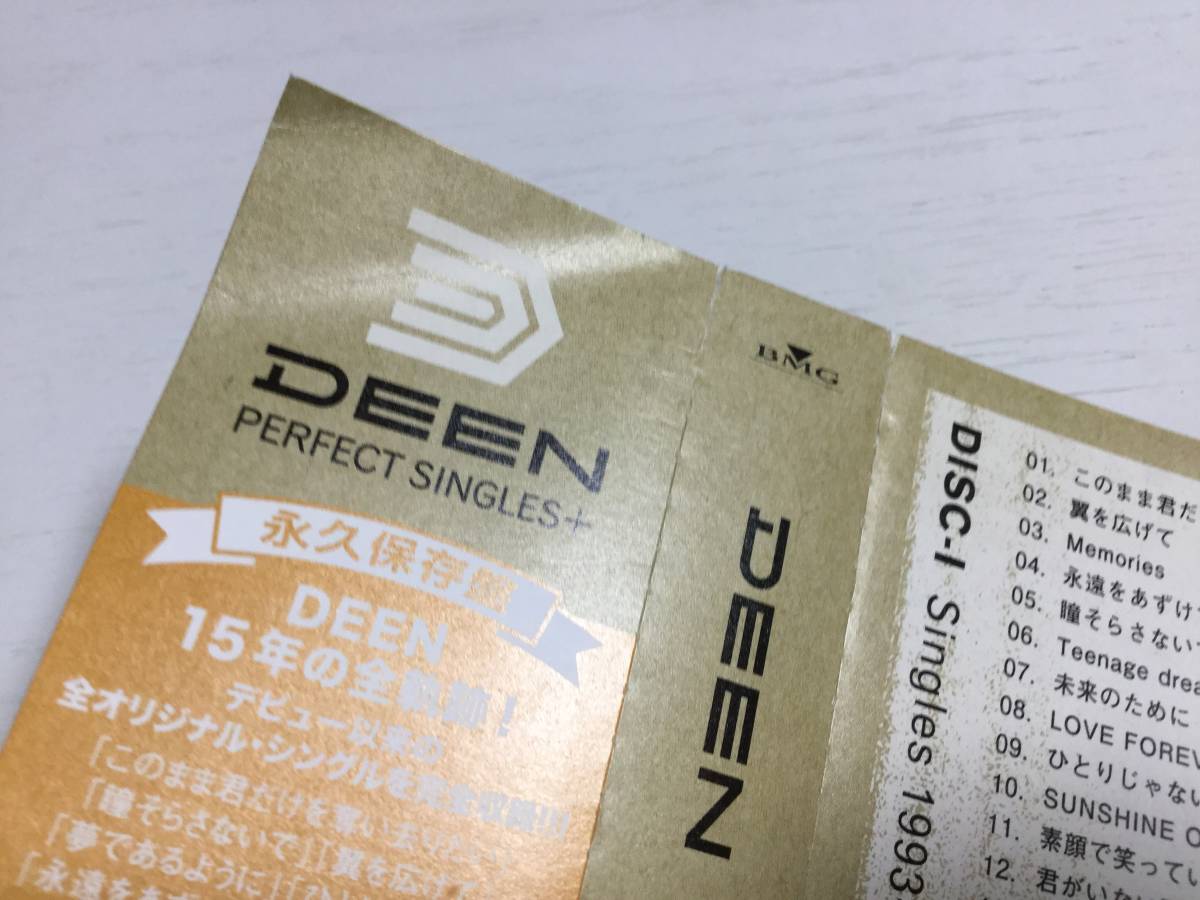 DEEN
PERFECT SINGLES+
永久保存盤
DEEN
15年の全軌跡!
デビュー以来の
全オリジナル・シングルを完全収録!!!
「このまま君だけを奪い去りたい」
「瞳そらさないで」「翼を広げて」
「夢であるように」「ひ
「永遠をあず
BMG
DEEN
DISC-I Singles 1993
01. このまま君だ
02. 翼を広げて
03. Memories
04. 永遠をあずけ
05. 瞳そらさない
06. Teenage drea
07. 未来のために
08. LOVE FOREV
09. ひとりじゃない
10. SUNSHINE O
11. 素顔で笑ってい
12. 君がいない